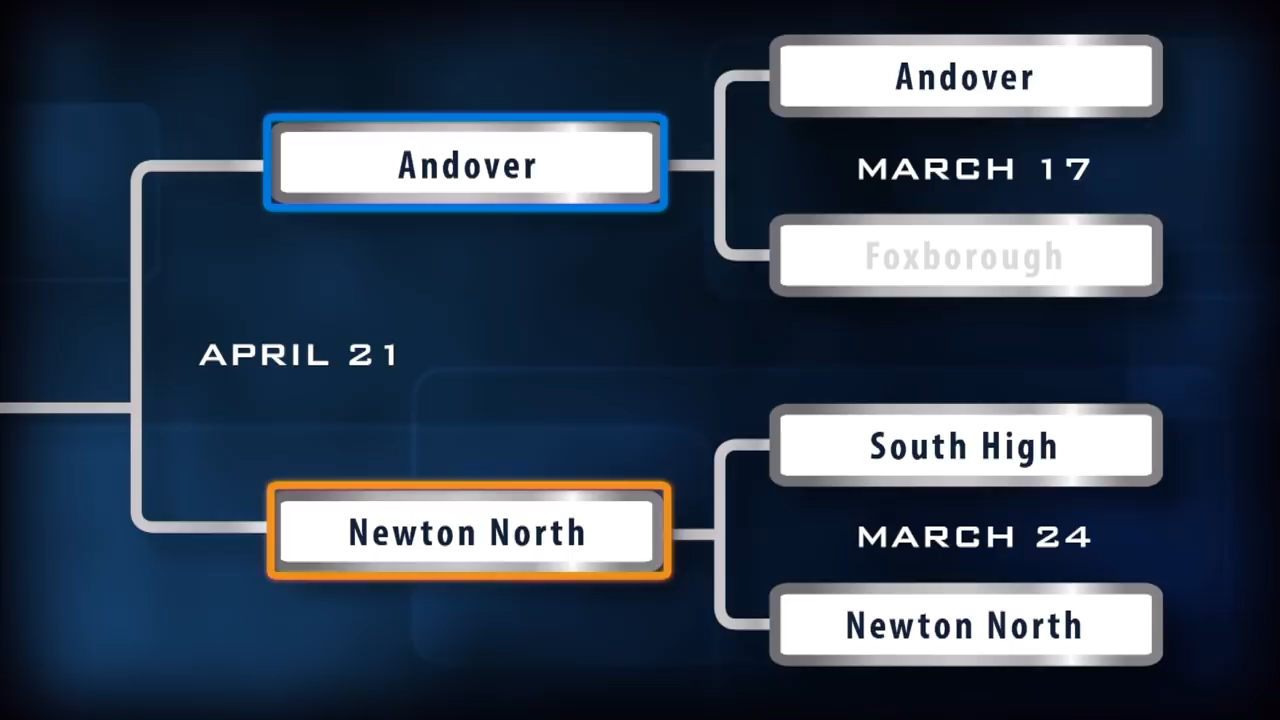 Andover
MARCH 17
Andover
Foxborough
APRIL 21
South High
Newton North
MARCH 24
Newton North